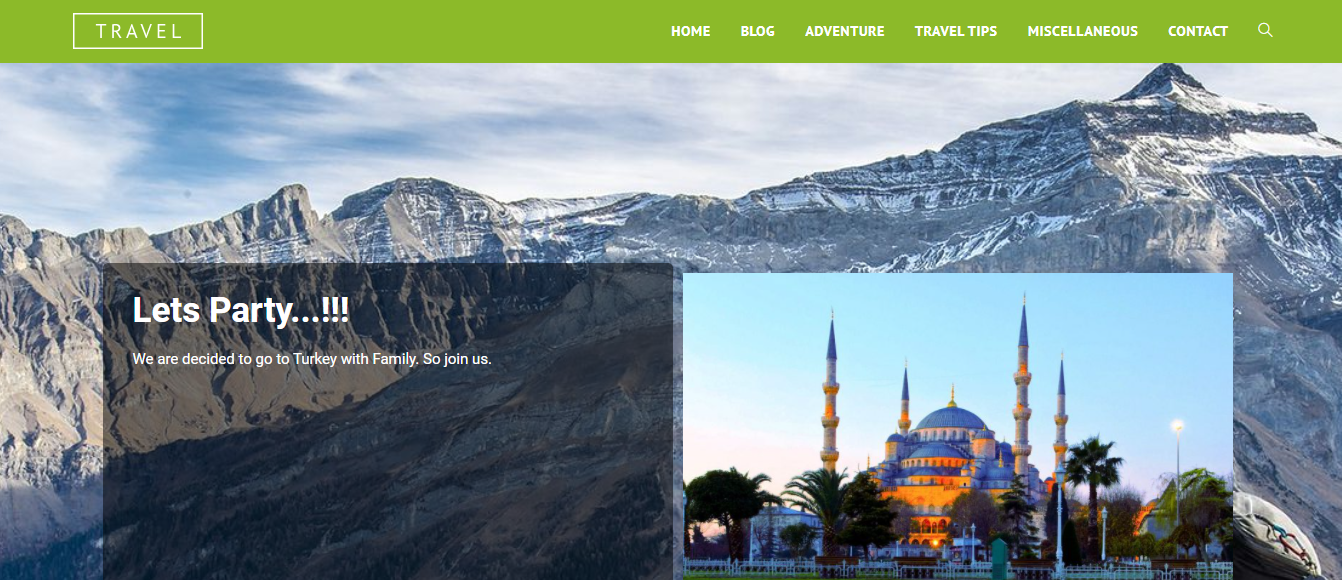 TRAVEL
HOME BLOG ADVENTURE TRAVEL TIPS MISCELLANEOUS CONTACT
Lets Party...!!!
We are decided to go to Turkey with Family. So join us.